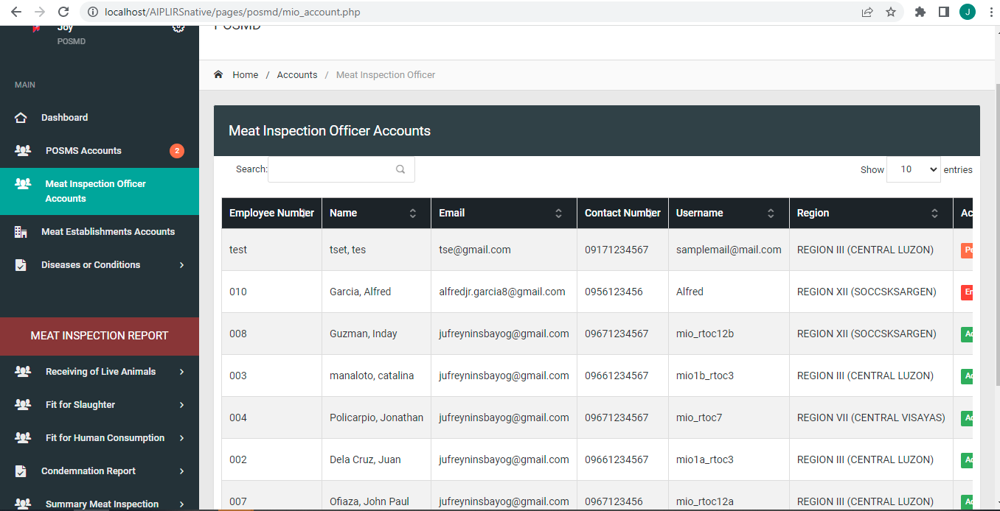 localhost/AIPLIRSnative/pages/posmd/mio_account.php
J
Joy
POSMD
POSMD
Home / Accounts / Meat Inspection Officer
MAIN
Dashboard
POSMS Accounts 2
Meat Inspection Officer
Accounts
Meat Establishments Accounts
Diseases or Conditions
MEAT INSPECTION REPORT
Receiving of Live Animals
Fit for Slaughter
Fit for Human Consumption
Condemnation Report
Summary Meat Inspection
Meat Inspection Officer Accounts
Search: Show 10 entries
Employee Number Name Email Contact Number Username Region Ac
test tset, tes tse@gmail.com 09171234567 samplemail@mail.com REGION III (CENTRAL LUZON) Pe
010 Garcia, Alfred alfredjr.garcia8@gmail.com 0956123456 Alfred REGION XII (SOCCSKSARGEN) Er
008 Guzman, Inday jufreyninsbayog@gmail.com 09671234567 mio_rtoc12b REGION XII (SOCCSKSARGEN) Ac
003 manaloto, catalina jufreyninsbayog@gmail.com 09661234567 mio1b_rtoc3 REGION III (CENTRAL LUZON) Ac
004 Policarpio, Jonathan jufreyninsbayog@gmail.com 09671234567 mio_rtoc7 REGION VII (CENTRAL VISAYAS) Ac
002 Dela Cruz, Juan jufreyninsbayog@gmail.com 09661234567 mio1a_rtoc3 REGION III (CENTRAL LUZON) Ac
007 Ofiaza, John Paul jufreyninsbayog@gmail.com 0967123456 mio_rtoc12a REGION III (CENTRAL LUZON) Ac